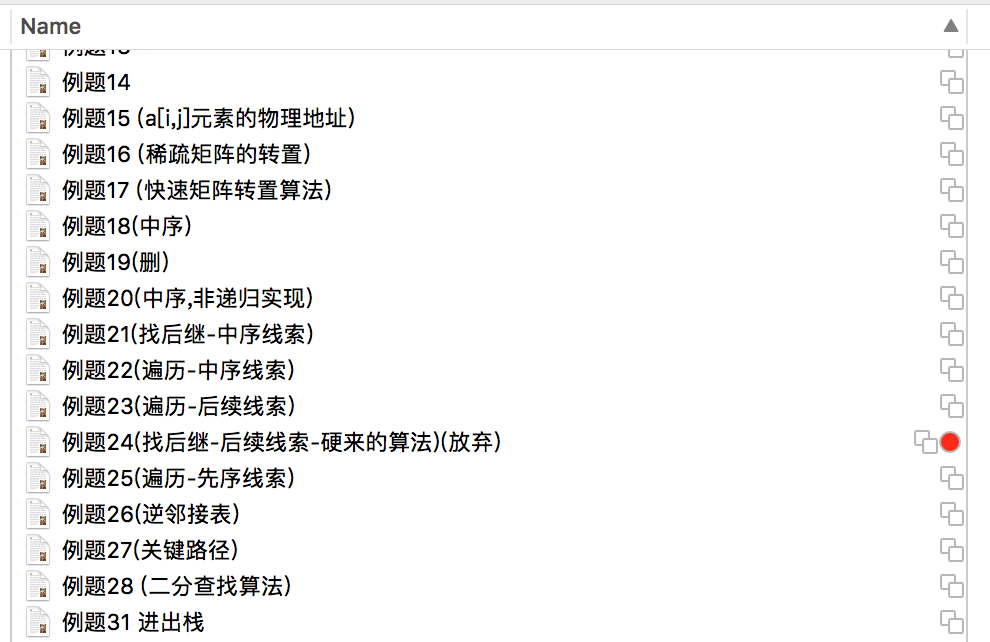 Name
例题14
例题15 (a[i,j]元素的物理地址)
例题16 (稀疏矩阵的转置)
例题17 (快速矩阵转置算法)
例题18(中序)
例题19(删)
例题20(中序,非递归实现)
例题21(找后继-中序线索)
例题22(遍历-中序线索)
例题23(遍历-后续线索)
例题24(找后继-后续线索-硬来的算法)(放弃)
例题25(遍历-先序线索)
例题26(逆邻接表)
例题27(关键路径)
例题28 (二分查找算法)
例题31 进出栈